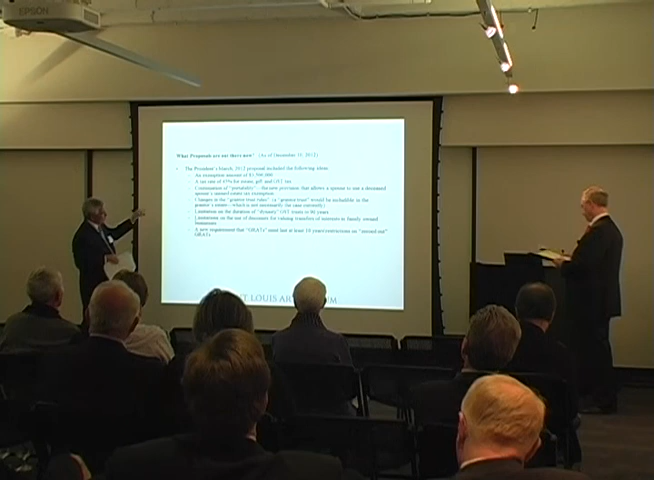 EPSON
What Proposals are out there now? (As of December 10, 2012)
The President's March, 2012 proposal included the following ideas
An exemption amount of $3,500,000
A tax rate of 45% for estate, gift and GST tax
Continuation of "portability" - the new provision that allows a spouse to use a deceased
spouse's unused estate tax exemption
Changes in the "grantor trust rules" (a "grantor trust" would be includible in the
grantor's estate - which is not necessarily the case currently)
Limitation on the duration of "dynasty" GST trusts to 90 years
Limitations on the use of discounts for valuing transfers of interests in family owned
businesses
A new requirement that "GRATs" must last at least 10 years/restrictions on "zeroed out"
GRATs
ST LOUIS ART UM